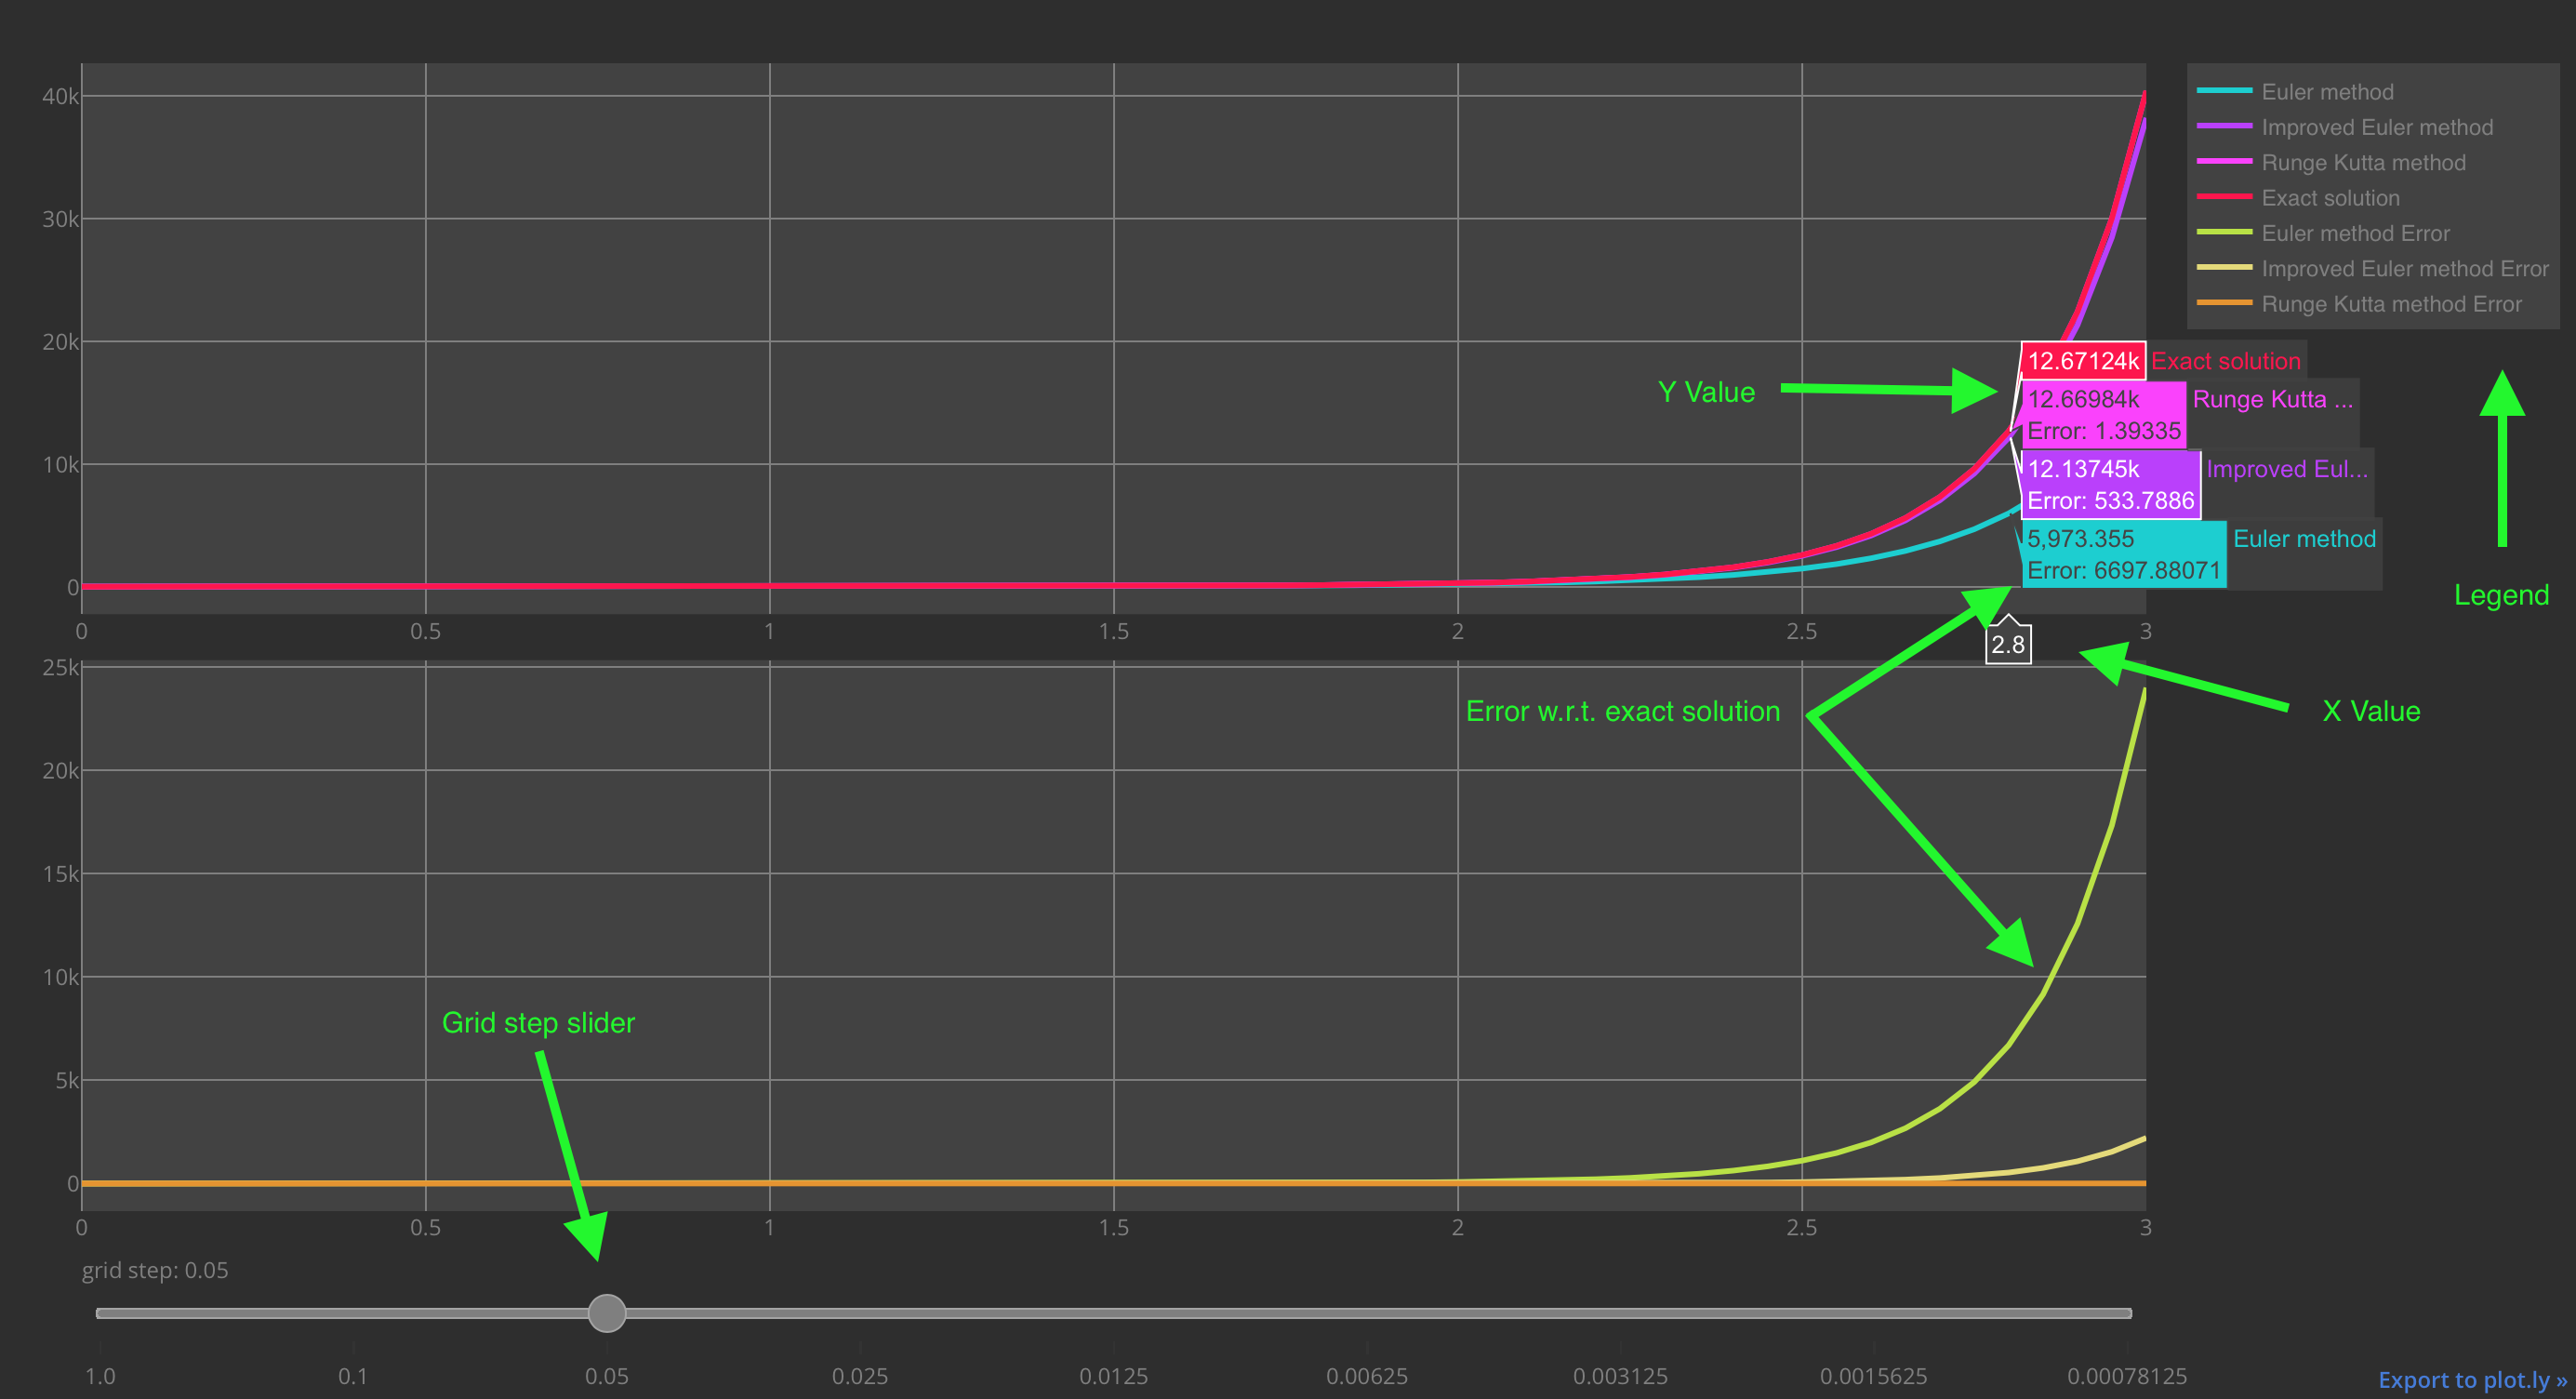 40k
30k
20k
10k
0
0
0.5
1
1.5
2
2.5
3
Euler method
Improved Euler method
Runge Kutta method
Exact solution
Euler method Error
Improved Euler method Error
Runge Kutta method Error
Y Value
12.67124k Exact solution
12.66984k Runge Kutta ...
Error: 1.39335
12.13745k Improved Eul...
Error: 533.7886
5,973.355 Euler method
Error: 6697.88071
2.8
Legend
X Value
Error w.r.t. exact solution
25k
20k
15k
10k
5k
0
0
0.5
1
1.5
2
2.5
3
Grid step slider
grid step: 0.05
1.0
0.1
0.05
0.025
0.0125
0.00625
0.003125
0.0015625
0.00078125
Export to plot.ly »